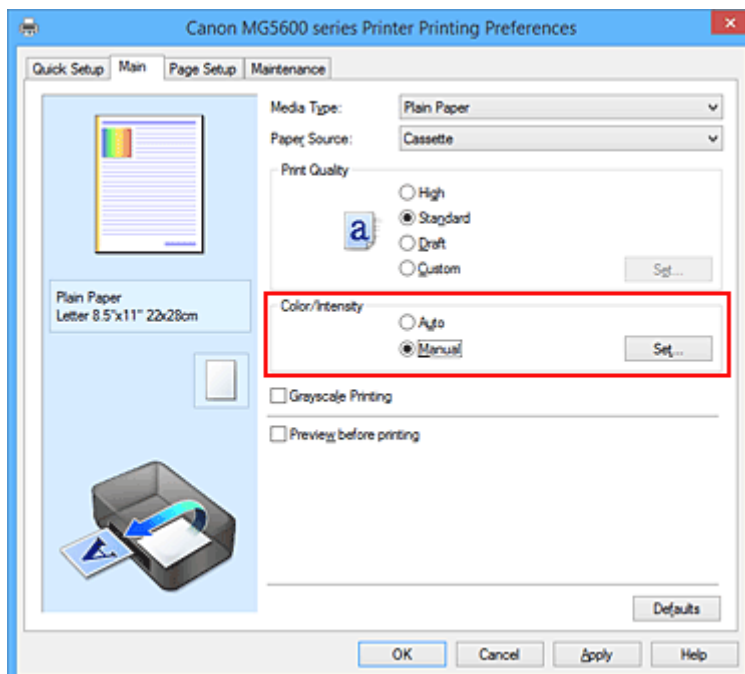 Canon MG5600 series Printer Printing Preferences
Quick Setup Main Page Setup Maintenance
Media Type: Plain Paper
Paper Source: Cassette
Print Quality
High
Standard
Draft
Custom Set...
a
Plain Paper
Letter 8.5"x11" 22x28cm
Color/Intensity
Auto
Manual Set...
Grayscale Printing
Preview before printing
A
Defaults
OK Cancel Apply Help